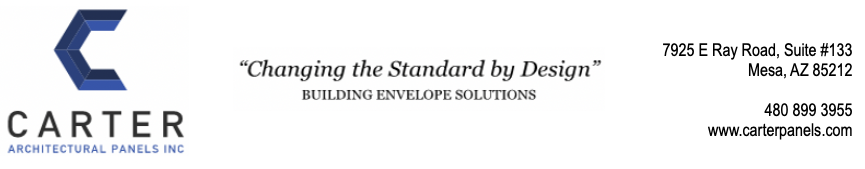 CARTER
ARCHITECTURAL PANELS INC
“Changing the Standard by Design”
BUILDING ENVELOPE SOLUTIONS
7925 E Ray Road, Suite #133
Mesa, AZ 85212
480 899 3955
www.carterpanels.com